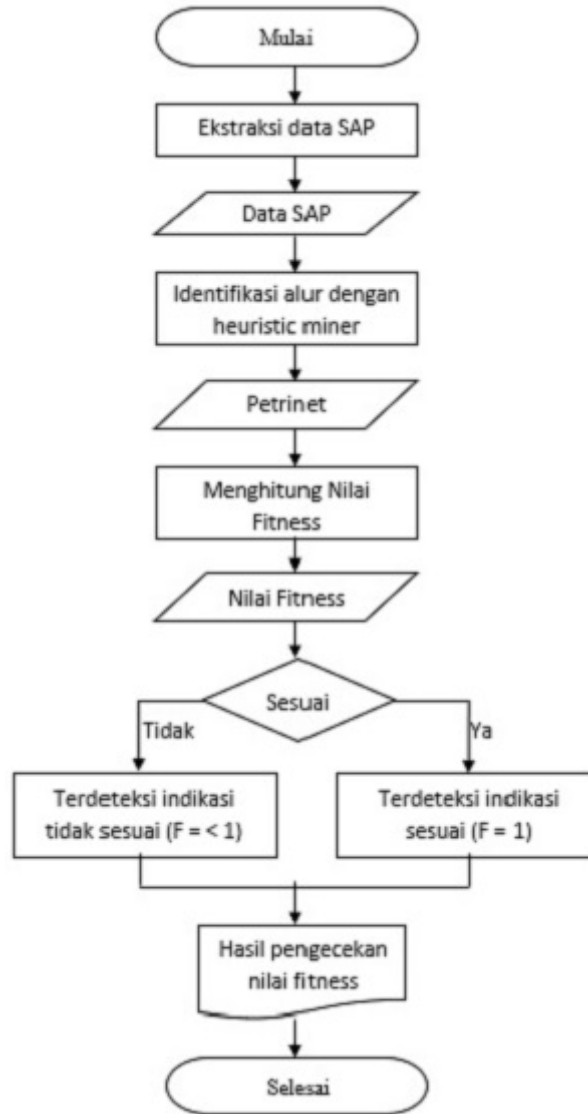 Mulai
Ekstraksi data SAP
Data SAP
Identifikasi alur dengan
heuristic miner
Petrinet
Menghitung Nilai
Fitness
Nilai Fitness
Sesuai
Tidak
Ya
Terdeteksi indikasi
tidak sesuai (F = < 1)
Terdeteksi indikasi
sesuai (F = 1)
Hasil pengecekan
nilai fitness
Selesai